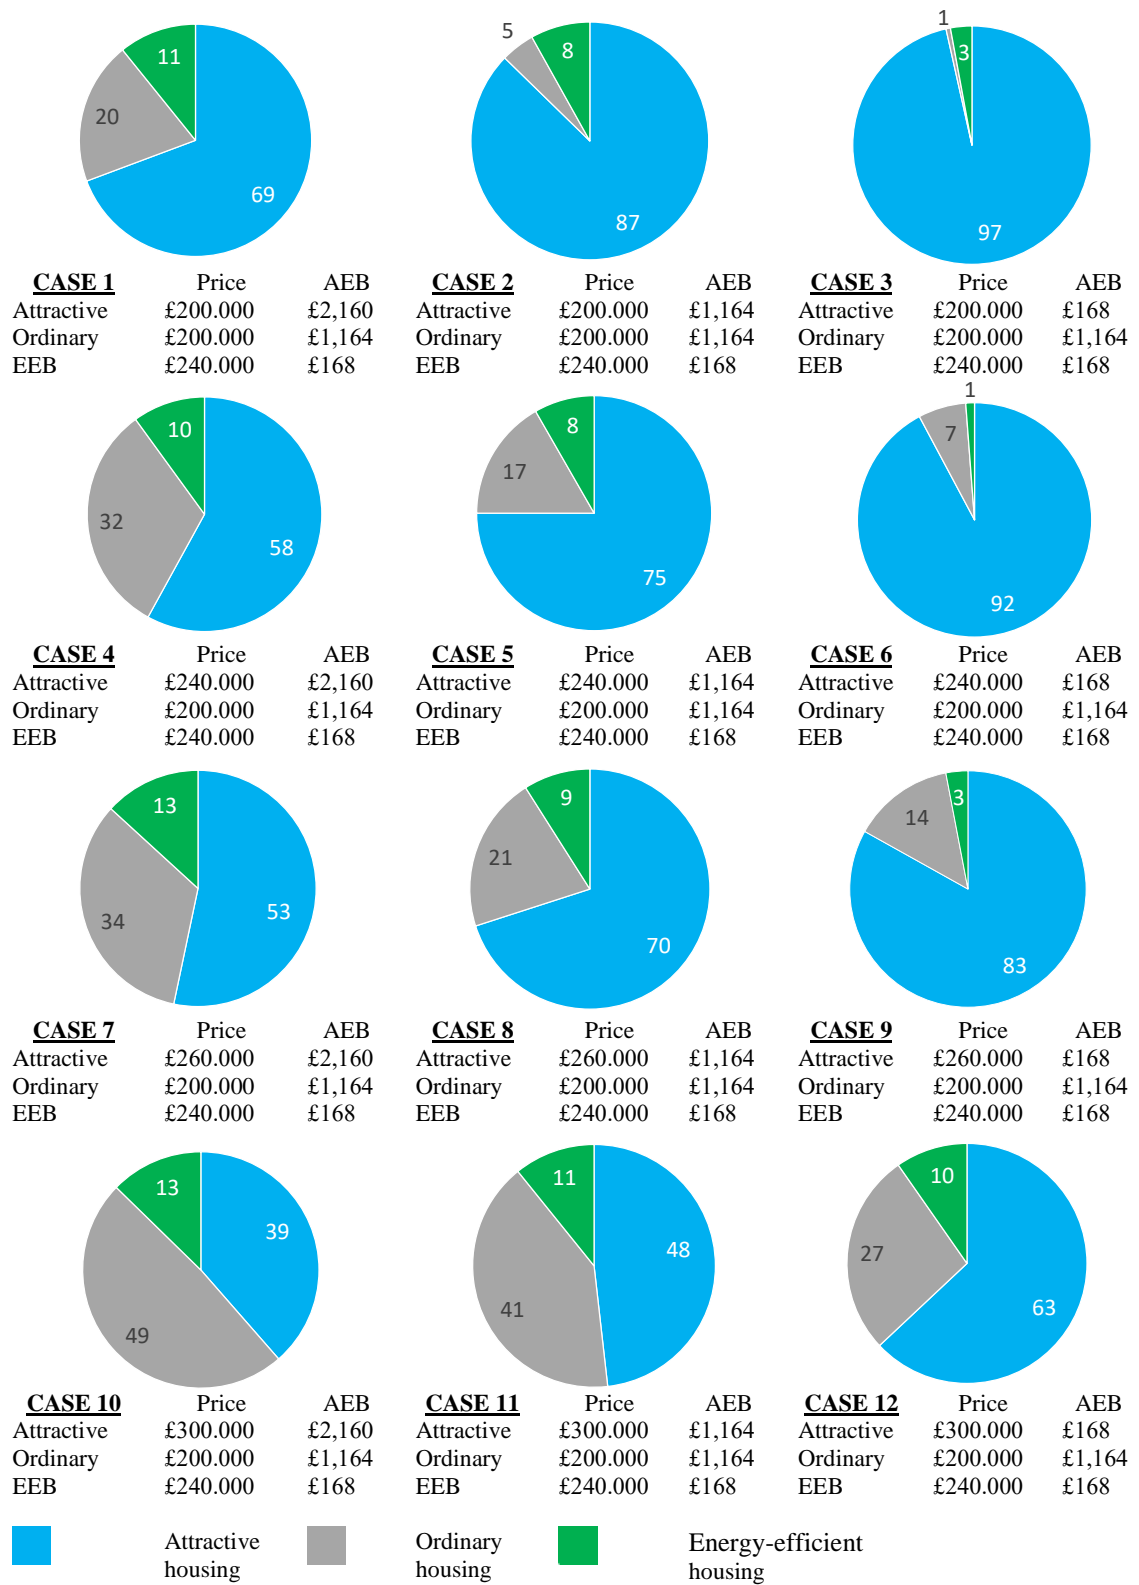 11
20
69
5
8
87
1
3
97
CASE 1 Price AEB
Attractive £200.000 £2,160
Ordinary £200.000 £1,164
EEB £240.000 £168
CASE 2 Price AEB
Attractive £200.000 £1,164
Ordinary £200.000 £1,164
EEB £240.000 £168
CASE 3 Price AEB
Attractive £200.000 £168
Ordinary £200.000 £1,164
EEB £240.000 £168
10
32
58
8
17
75
1
7
92
CASE 4 Price AEB
Attractive £240.000 £2,160
Ordinary £200.000 £1,164
EEB £240.000 £168
CASE 5 Price AEB
Attractive £240.000 £1,164
Ordinary £200.000 £1,164
EEB £240.000 £168
CASE 6 Price AEB
Attractive £240.000 £168
Ordinary £200.000 £1,164
EEB £240.000 £168
13
34
53
9
21
70
3
14
83
CASE 7 Price AEB
Attractive £260.000 £2,160
Ordinary £200.000 £1,164
EEB £240.000 £168
CASE 8 Price AEB
Attractive £260.000 £1,164
Ordinary £200.000 £1,164
EEB £240.000 £168
CASE 9 Price AEB
Attractive £260.000 £168
Ordinary £200.000 £1,164
EEB £240.000 £168
13
39
49
11
48
41
10
27
63
CASE 10 Price AEB
Attractive £300.000 £2,160
Ordinary £200.000 £1,164
EEB £240.000 £168
CASE 11 Price AEB
Attractive £300.000 £1,164
Ordinary £200.000 £1,164
EEB £240.000 £168
CASE 12 Price AEB
Attractive £300.000 £168
Ordinary £200.000 £1,164
EEB £240.000 £168
Attractive
housing
Ordinary
housing
Energy-efficient
housing